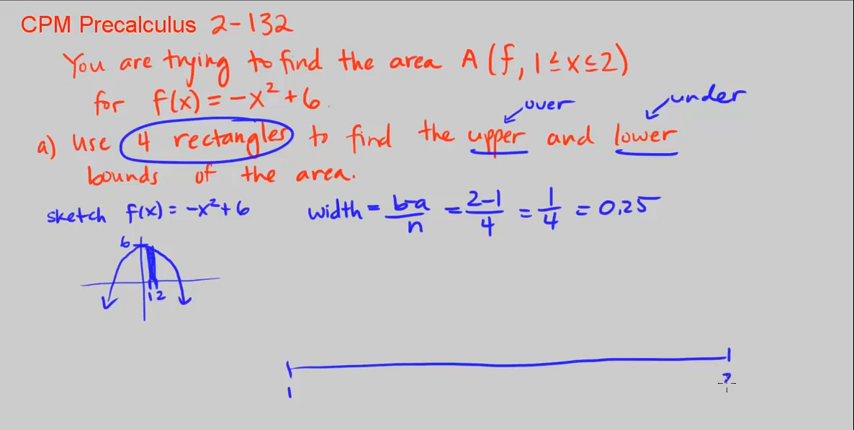 CPM Precalculus 2-132
You are trying to find the area A (f, 1≤x≤2)
for f(x) = -x²+6.
over
under
a) Use 4 rectangles to find the upper and lower
bounds of the area.
sketch f(x) = -x²+6
width = b-a/n = 2-1/4 = 1/4 = 0.25
6
1 2
1
2